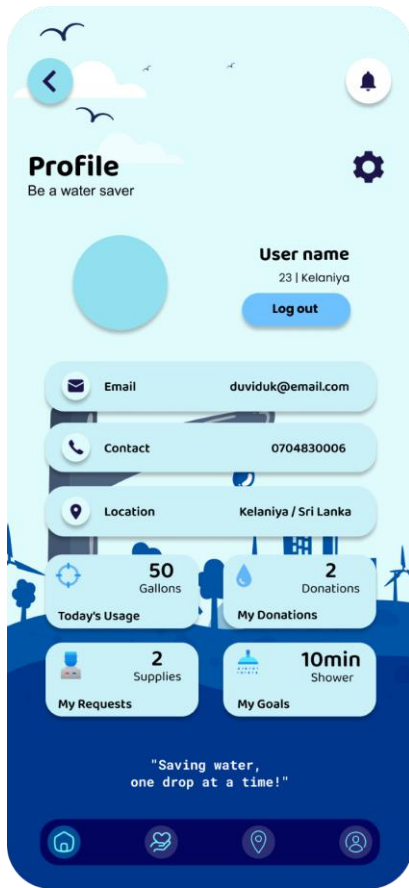 Profile
Be a water saver
User name
23 | Kelaniya
Log out
Email duviduk@email.com
Contact 0704830006
Location Kelaniya / Sri Lanka
50
Gallons
Today's Usage
2
Donations
My Donations
2
Supplies
My Requests
10min
Shower
My Goals
"Saving water,
one drop at a time!"